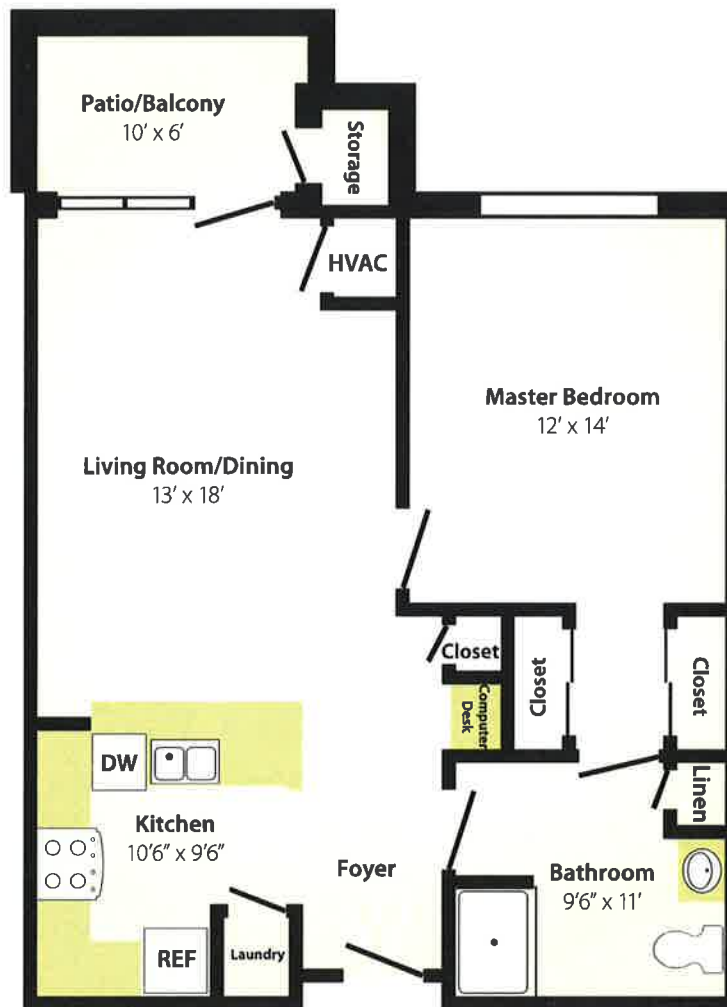 Patio/Balcony
10' x 6'
Storage
HVAC
Master Bedroom
12' x 14'
Living Room/Dining
13' x 18'
Closet
Closet
Closet
Computer
Desk
Linen
DW
Kitchen
10'6" x 9'6"
Foyer
Bathroom
9'6" x 11'
REF
Laundry